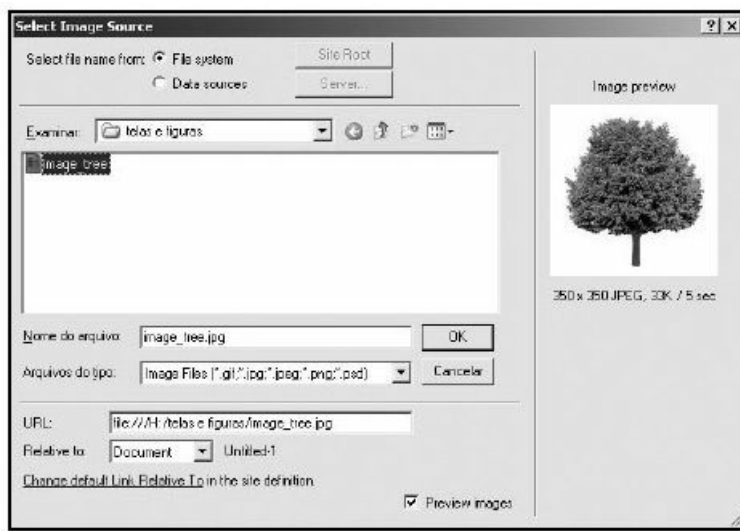 Select Image Source
Select file name from: File system Site Root
Data sources Server...
Examinar: telas e figuras
image_tree
Nome do arquivo: image_tree.jpg OK
Arquivos do tipo: Image Files (*.gif;*.jpg;*.jpeg;*.png;*.psd) Cancelar
URL: file:///H:/telas e figuras/image_tree.jpg
Relative to: Document Untitled-1
Change default Link Relative To in the site definition.
Preview images
Image preview
350 x 350 JPEG, 33K / 5 sec